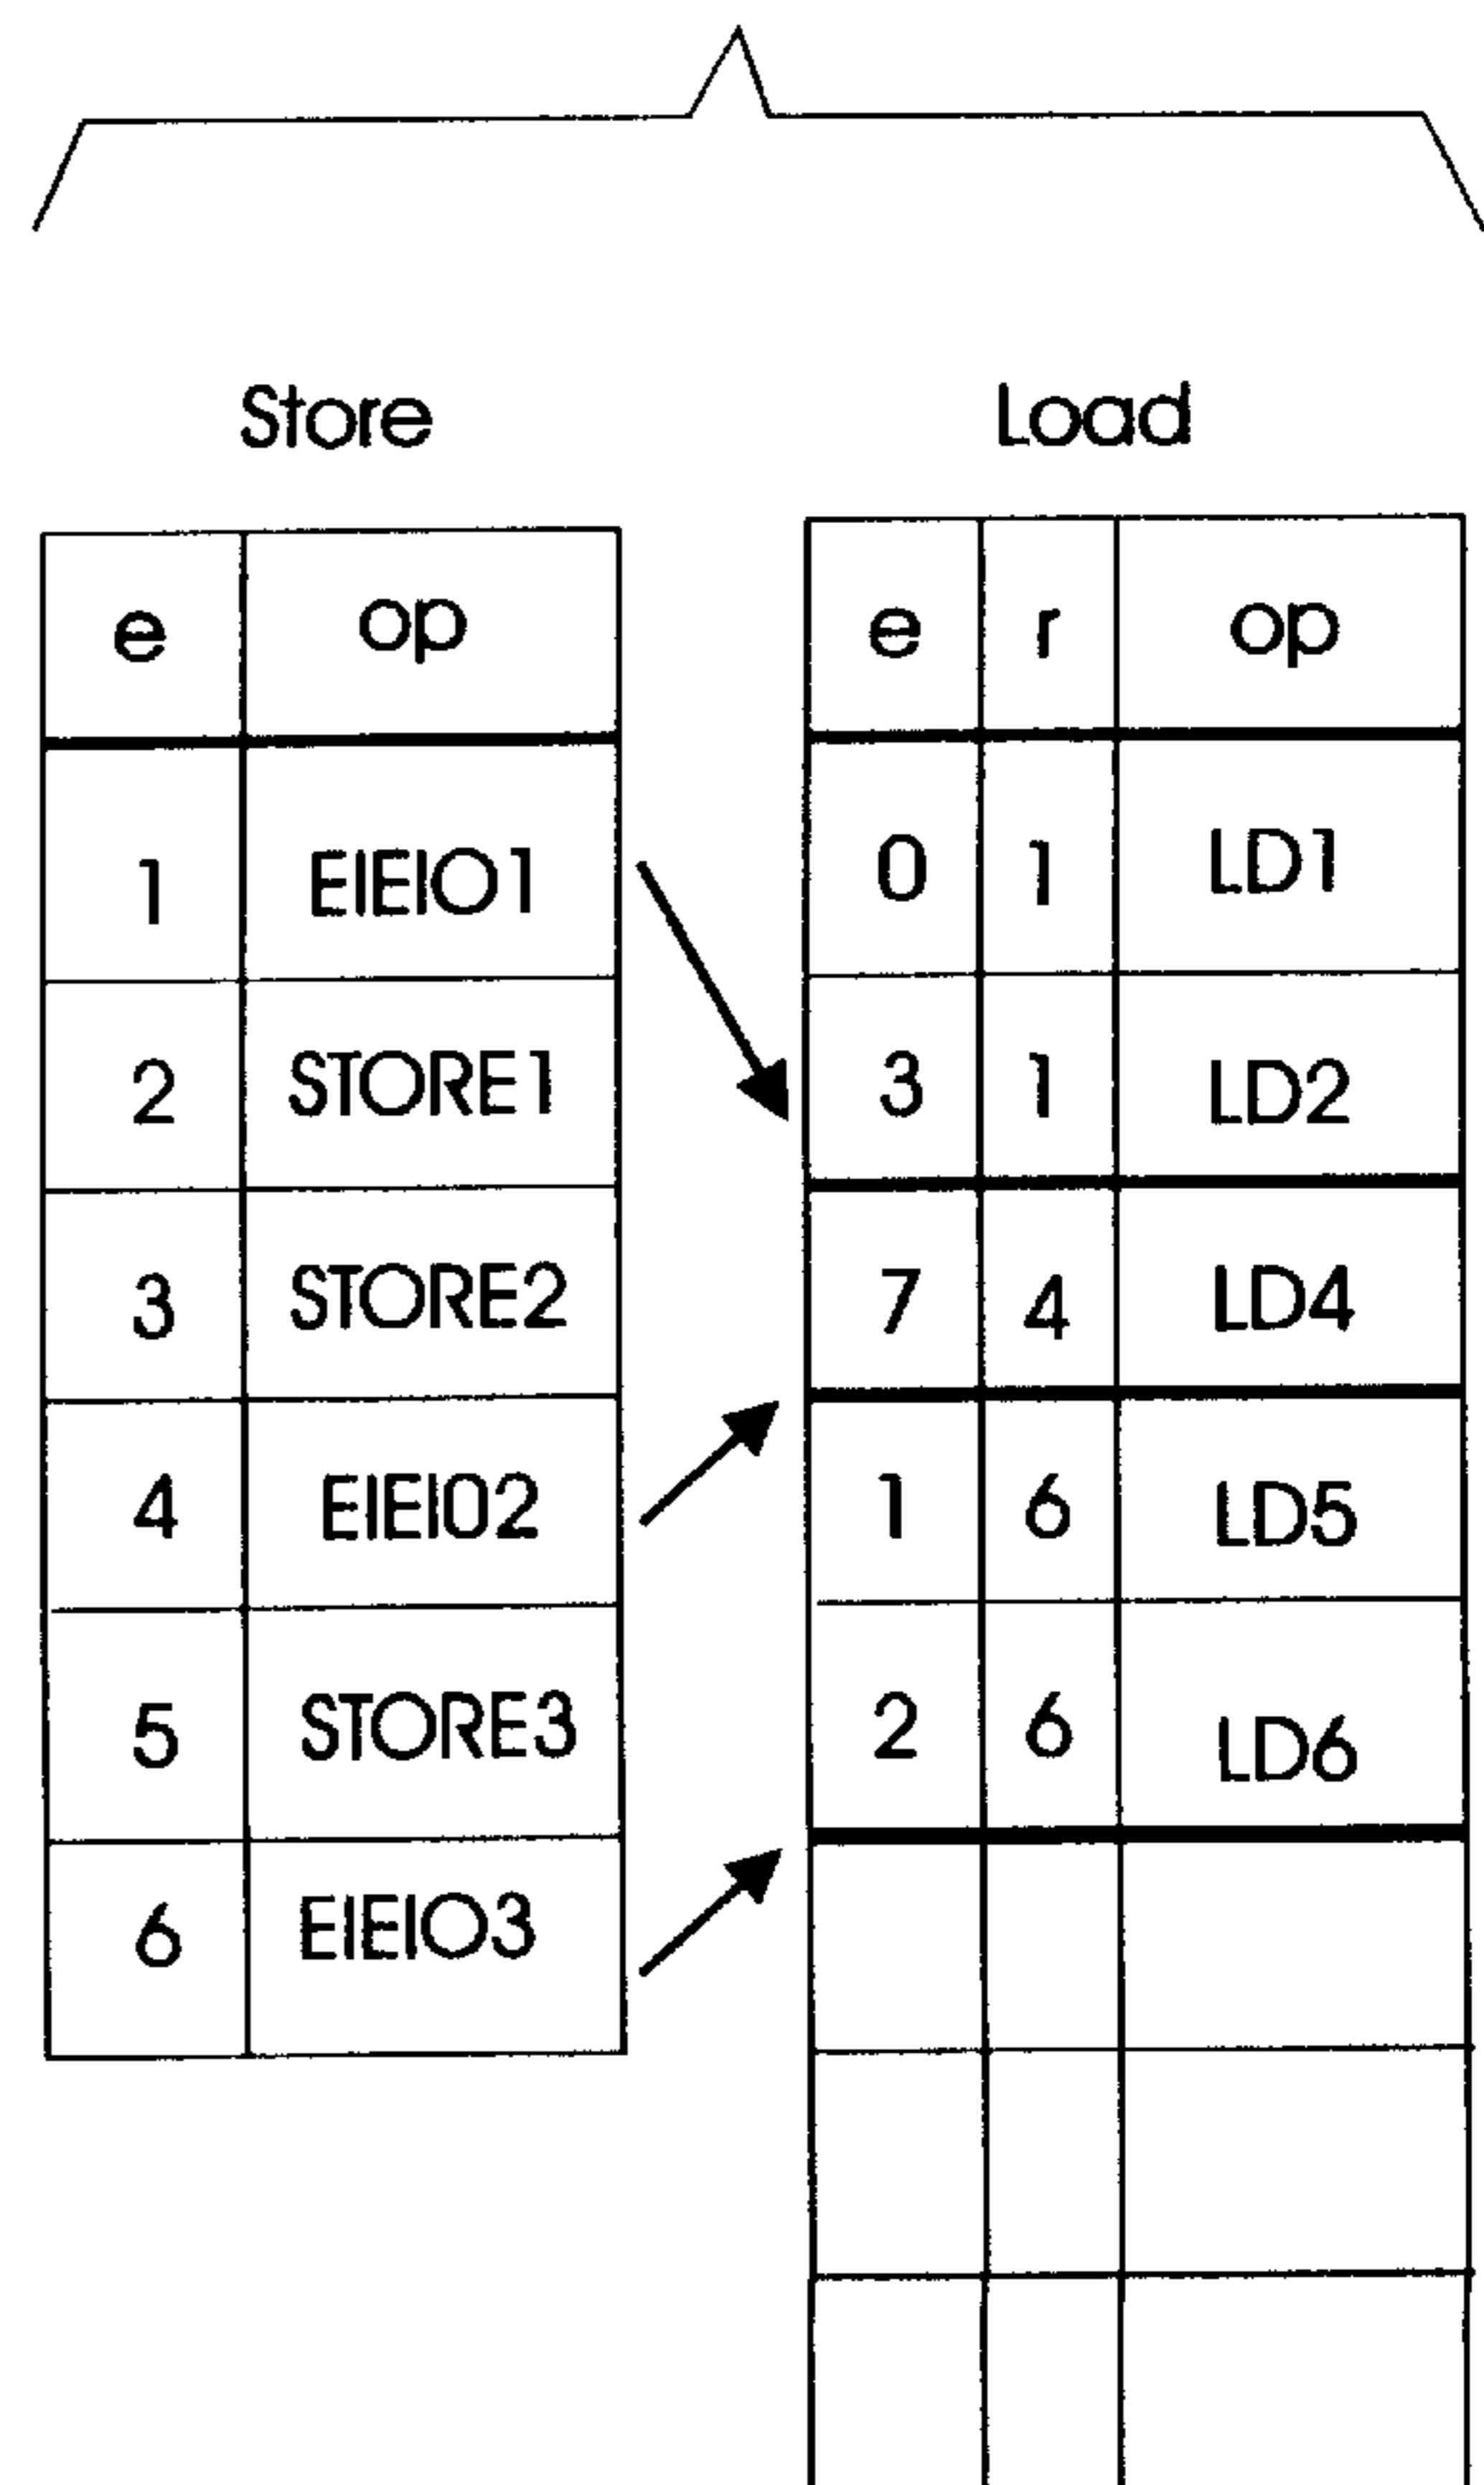 Store
e op
1 EIEIO1
2 STORE1
3 STORE2
4 EIEIO2
5 STORE3
6 EIEIO3
Load
e r op
0 1 LD1
3 1 LD2
7 4 LD4
1 6 LD5
2 6 LD6